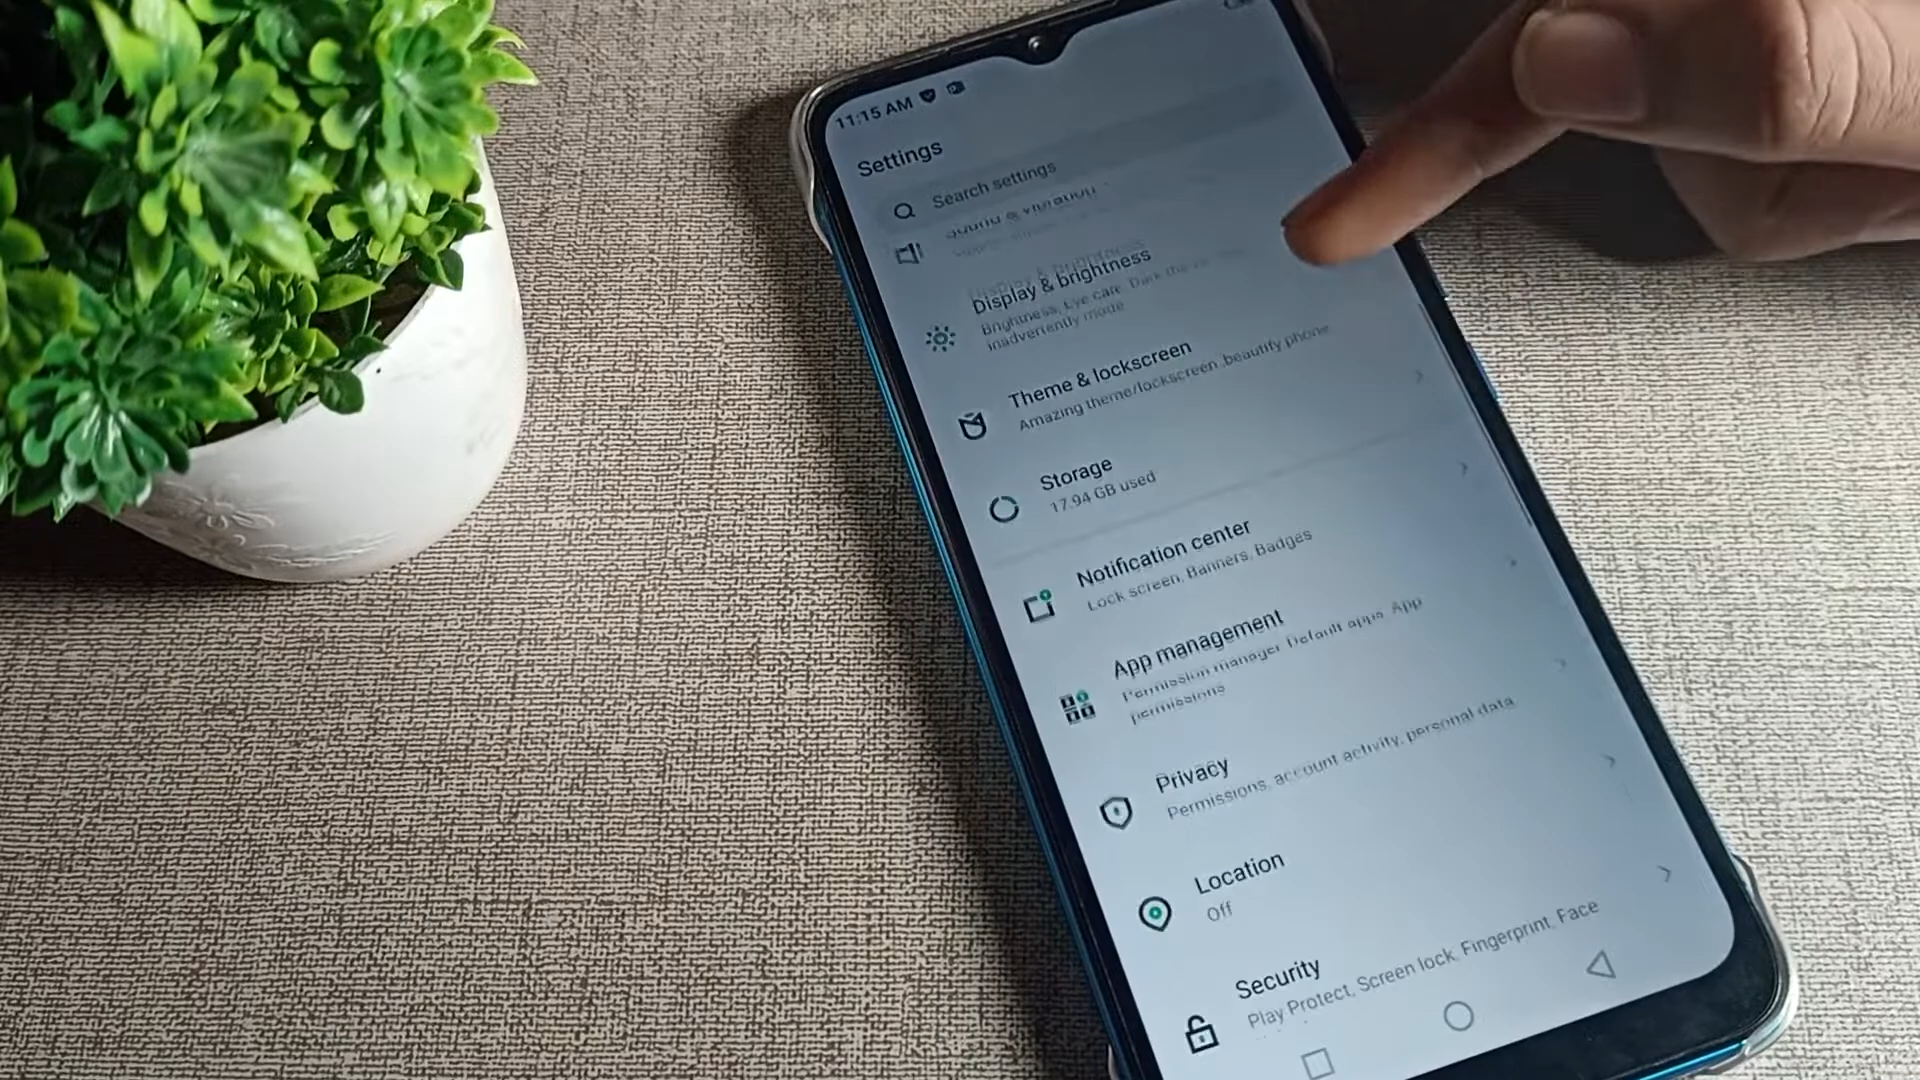 11:15 AM
Settings
Search settings
Display & brightness
Brightness, Eye care, Dark theme,
inadvertently mode
Theme & lockscreen
Amazing theme/lockscreen ,beautify phone
Storage
17.94 GB used
Notification center
Lock screen, Banners, Badges
App management
Permission manager, Default apps, App
permissions
Privacy
Permissions, account activity, personal data
Location
Off
Security
Play Protect, Screen lock, Fingerprint, Face